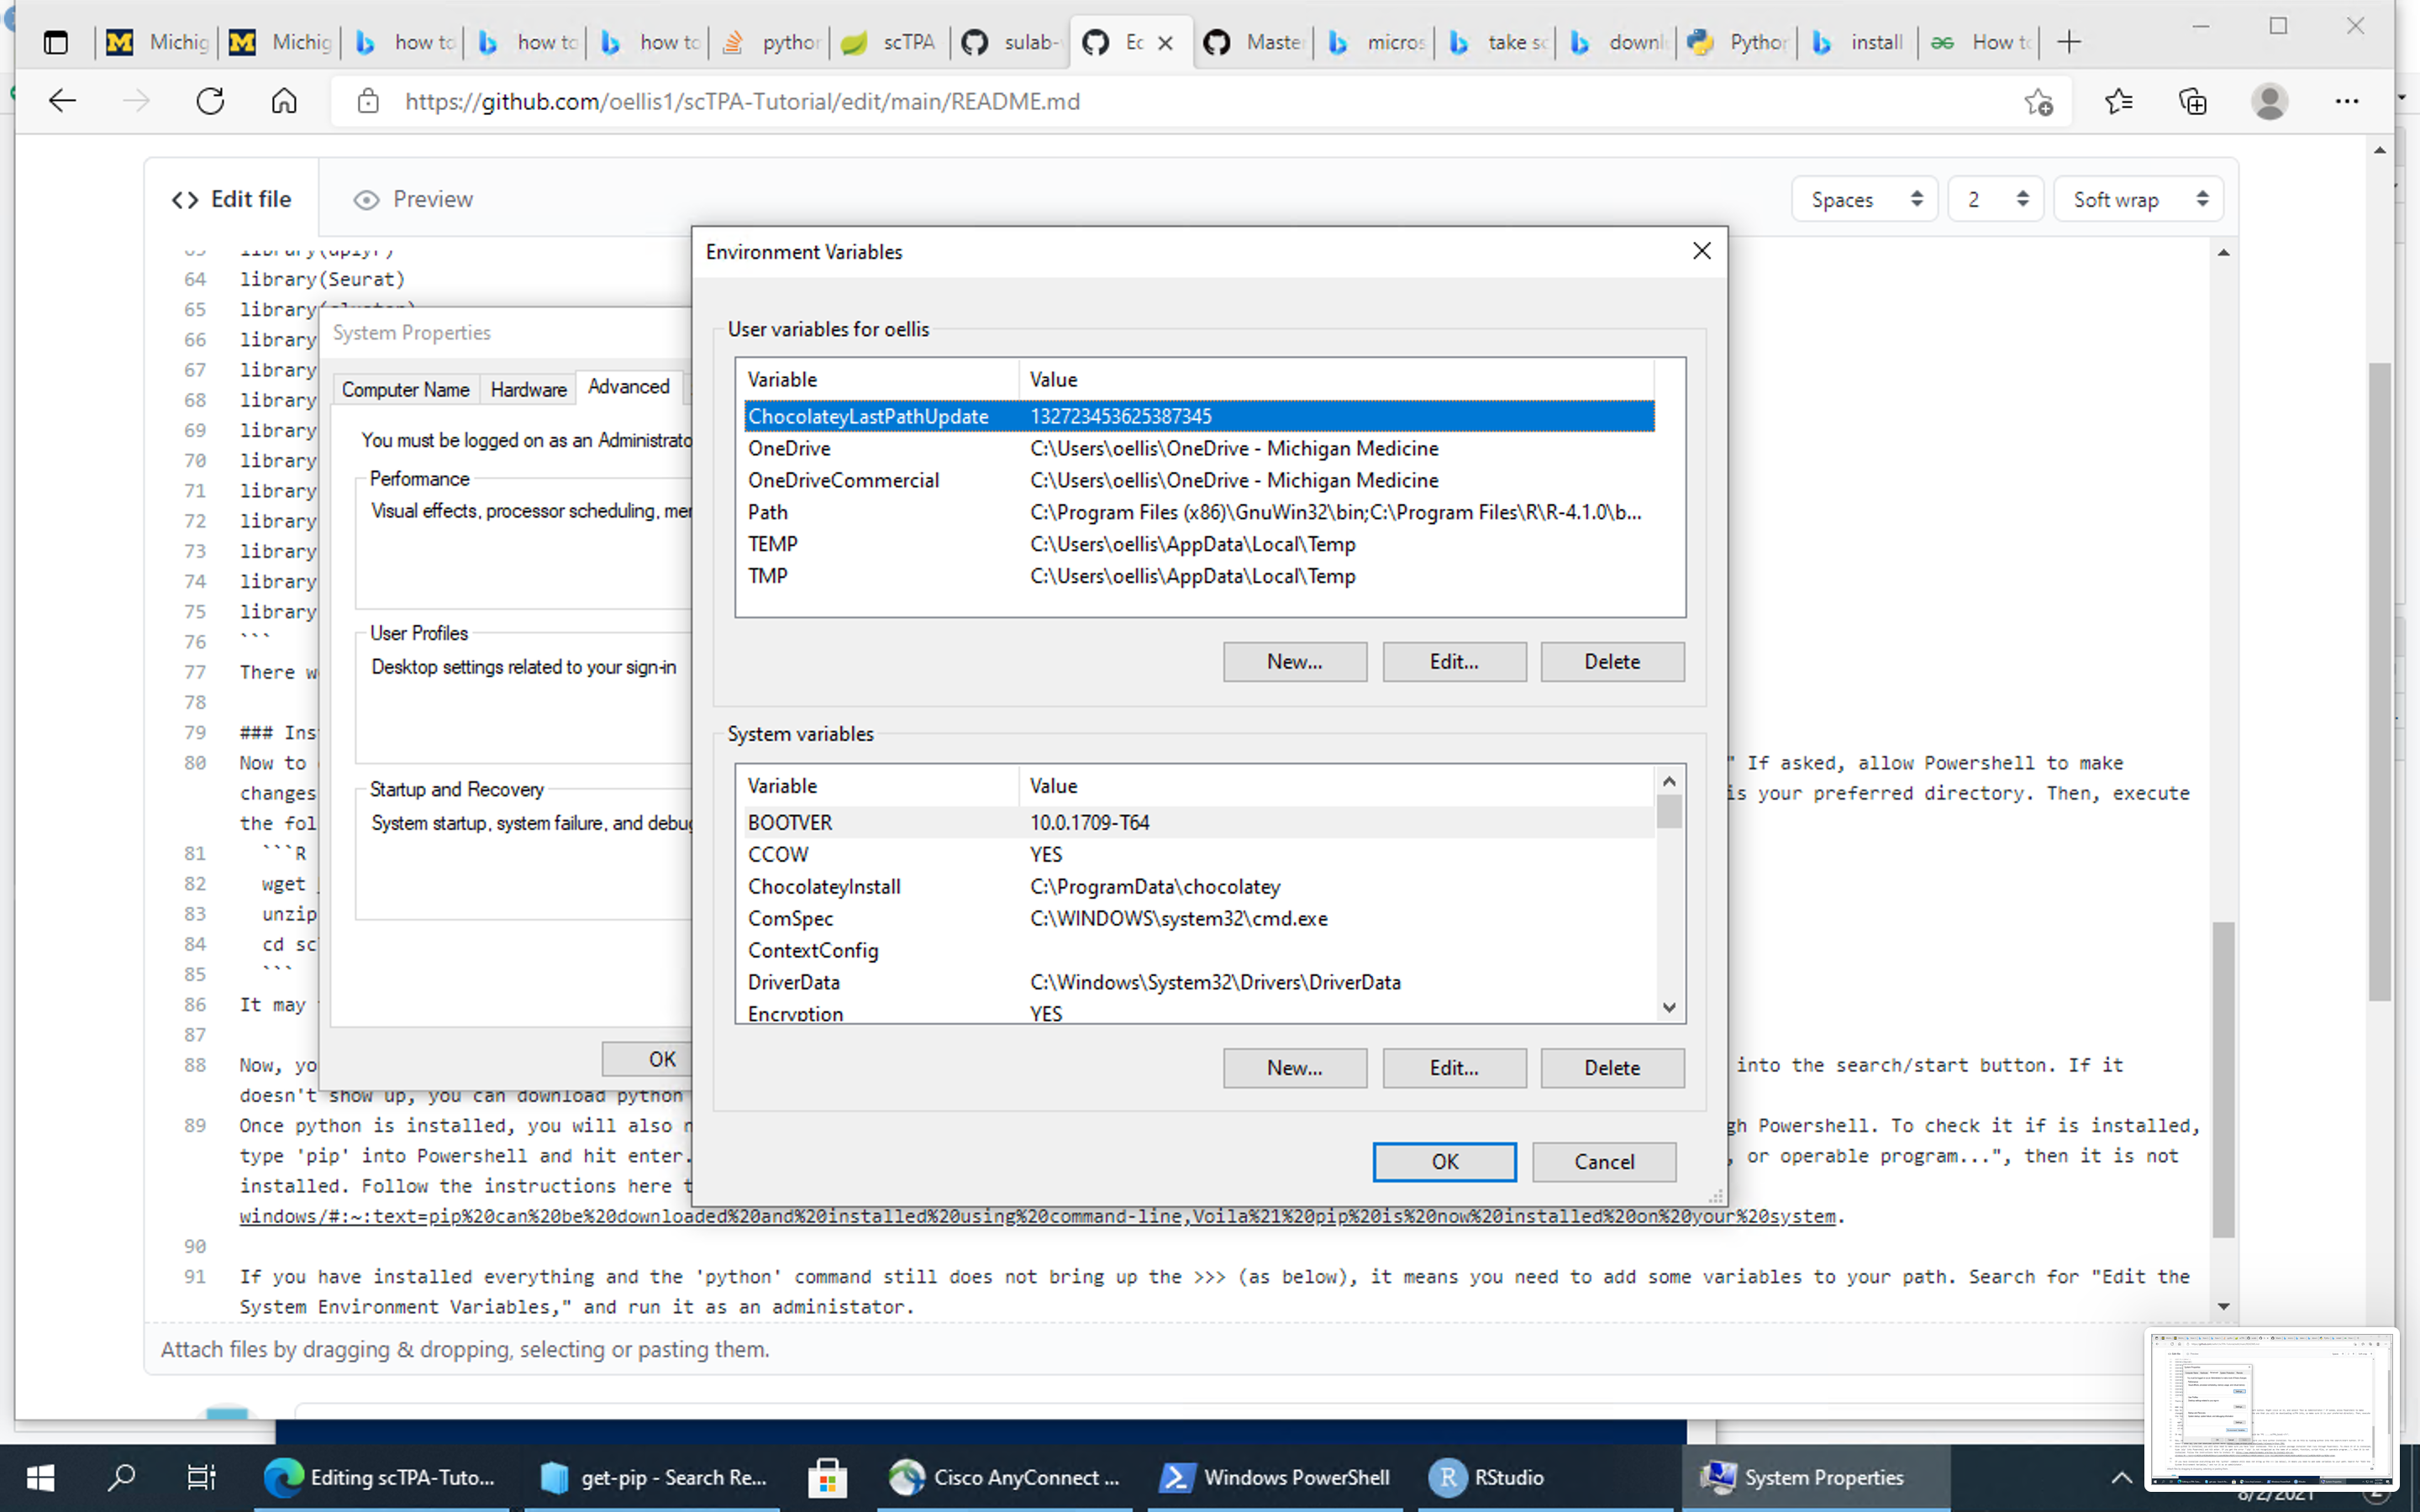 Michig
Michig
how to
how to
how to
python
scTPA
sulab-
Ec
Master
micros
take sc
downl
Python
install
How to
https://github.com/oellis1/scTPA-Tutorial/edit/main/README.md
<> Edit file
Preview
Spaces
2
Soft wrap
64 library(Seurat)
65 library
66 library
67 library
68 library
69 library
70 library
71 library
72 library
73 library
74 library
75 library
76 ```
77 There w
78
79 ### Ins
80 Now to
" If asked, allow Powershell to make
changes
is your preferred directory. Then, execute
the fol
81 ```R
82 wget
83 unzip
84 cd sc
85 ```
86 It may
87
88 Now, yo
into the search/start button. If it
doesn't show up, you can download python
89 Once python is installed, you will also n
gh Powershell. To check it if is installed,
type 'pip' into Powershell and hit enter.
, or operable program...", then it is not
installed. Follow the instructions here t
windows/#:~:text=pip%20can%20be%20downloaded%20and%20installed%20using%20command-line,Voila%21%20pip%20is%20now%20installed%20on%20your%20system.
90
91 If you have installed everything and the 'python' command still does not bring up the >>> (as below), it means you need to add some variables to your path. Search for "Edit the
System Environment Variables," and run it as an administator.
Attach files by dragging & dropping, selecting or pasting them.
System Properties
Computer Name
Hardware
Advanced
You must be logged on as an Administrato
Performance
Visual effects, processor scheduling, mer
User Profiles
Desktop settings related to your sign-in
Startup and Recovery
System startup, system failure, and debug
OK
Environment Variables
User variables for oellis
Variable Value
ChocolateyLastPathUpdate 132723453625387345
OneDrive C:\Users\oellis\OneDrive - Michigan Medicine
OneDriveCommercial C:\Users\oellis\OneDrive - Michigan Medicine
Path C:\Program Files (x86)\GnuWin32\bin;C:\Program Files\R\R-4.1.0\b...
TEMP C:\Users\oellis\AppData\Local\Temp
TMP C:\Users\oellis\AppData\Local\Temp
New... Edit... Delete
System variables
Variable Value
BOOTVER 10.0.1709-T64
CCOW YES
ChocolateyInstall C:\ProgramData\chocolatey
ComSpec C:\WINDOWS\system32\cmd.exe
ContextConfig
DriverData C:\Windows\System32\Drivers\DriverData
Encryption YES
New... Edit... Delete
OK Cancel
Editing scTPA-Tuto...
get-pip - Search Re...
Cisco AnyConnect ...
Windows PowerShell
RStudio
System Properties
8/2/2021